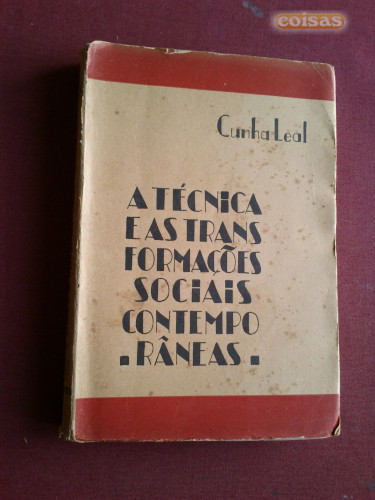 coisas
Cunha-Leal
A TÉCNICA
E AS TRANS
FORMAÇÕES
SOCIAIS
CONTEMPO
. RÂNEAS .